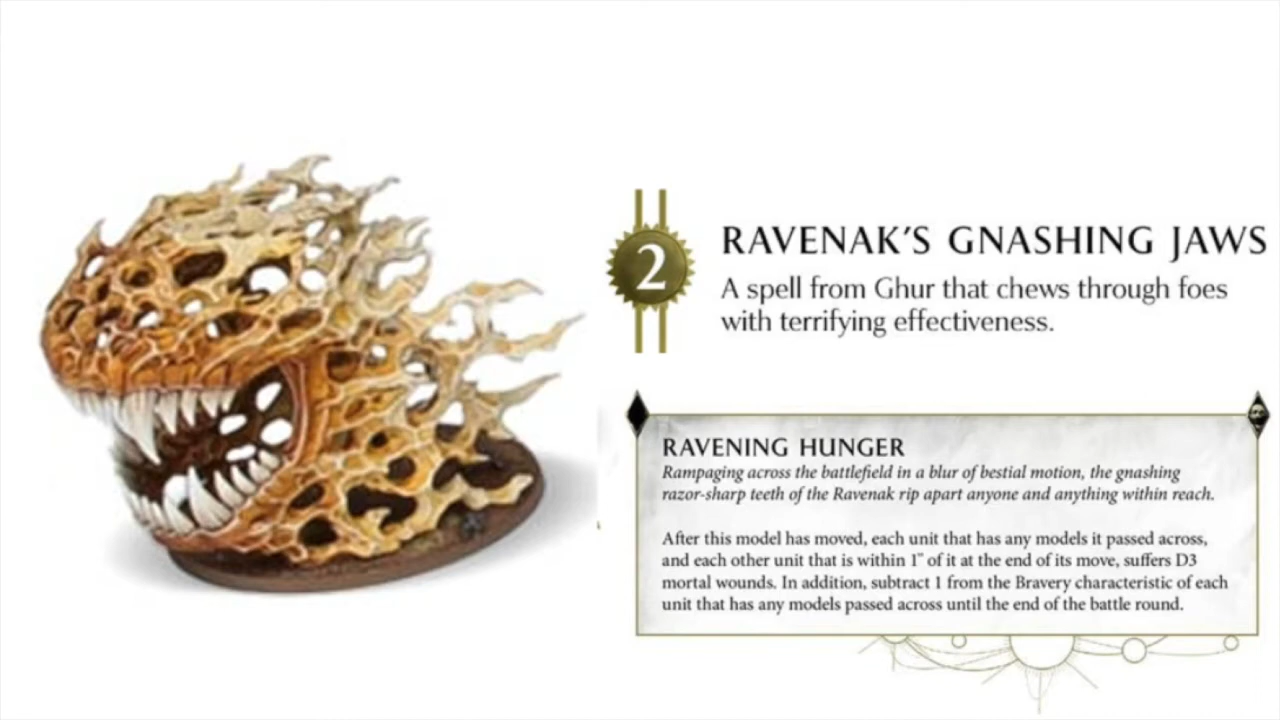 2
RAVENAK'S GNASHING JAWS
A spell from Ghur that chews through foes
with terrifying effectiveness.
RAVENING HUNGER
Rampaging across the battlefield in a blur of bestial motion, the gnashing
razor-sharp teeth of the Ravenak rip apart anyone and anything within reach.
After this model has moved, each unit that has any models it passed across,
and each other unit that is within 1" of it at the end of its move, suffers D3
mortal wounds. In addition, subtract 1 from the Bravery characteristic of each
unit that has any models passed across until the end of the battle round.